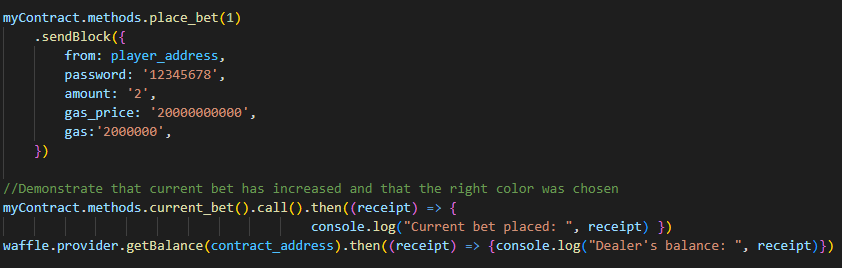 myContract.methods.place_bet(1)
    .sendBlock({
        from: player_address,
        password: '12345678',
        amount: '2',
        gas_price: '20000000000',
        gas:'2000000',
    })
//Demonstrate that current bet has increased and that the right color was chosen
myContract.methods.current_bet().call().then((receipt) => {
                                        console.log("Current bet placed: ", receipt) })
waffle.provider.getBalance(contract_address).then((receipt) => {console.log("Dealer's balance: ", receipt)})